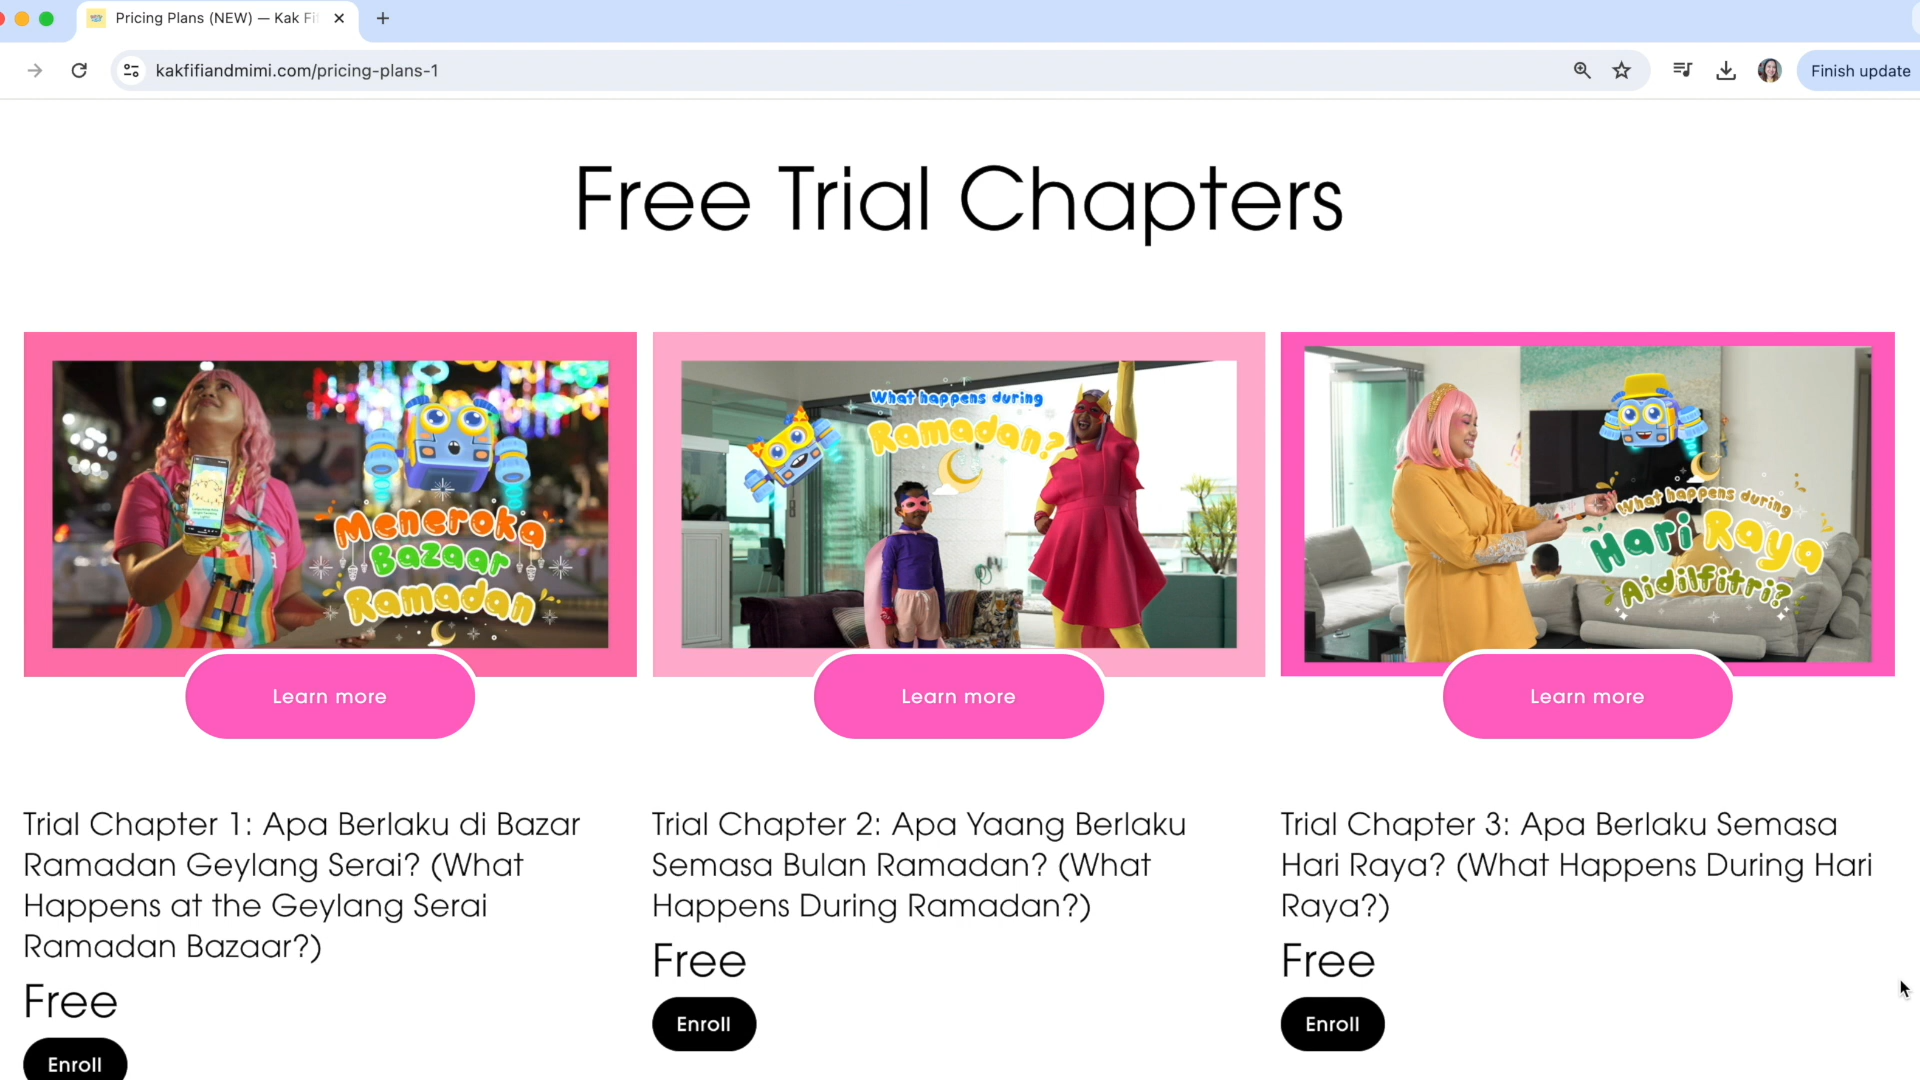 Pricing Plans (NEW) — Kak Fi
kakfifiandmimi.com/pricing-plans-1
Finish update
Free Trial Chapters
Meneroka
Bazaar
Ramadan
What happens during
Ramadan?
What happens during
Hari Raya
Aidilfitri?
Learn more
Learn more
Learn more
Trial Chapter 1: Apa Berlaku di Bazar
Ramadan Geylang Serai? (What
Happens at the Geylang Serai
Ramadan Bazaar?)
Free
Enroll
Trial Chapter 2: Apa Yaang Berlaku
Semasa Bulan Ramadan? (What
Happens During Ramadan?)
Free
Enroll
Trial Chapter 3: Apa Berlaku Semasa
Hari Raya? (What Happens During Hari
Raya?)
Free
Enroll